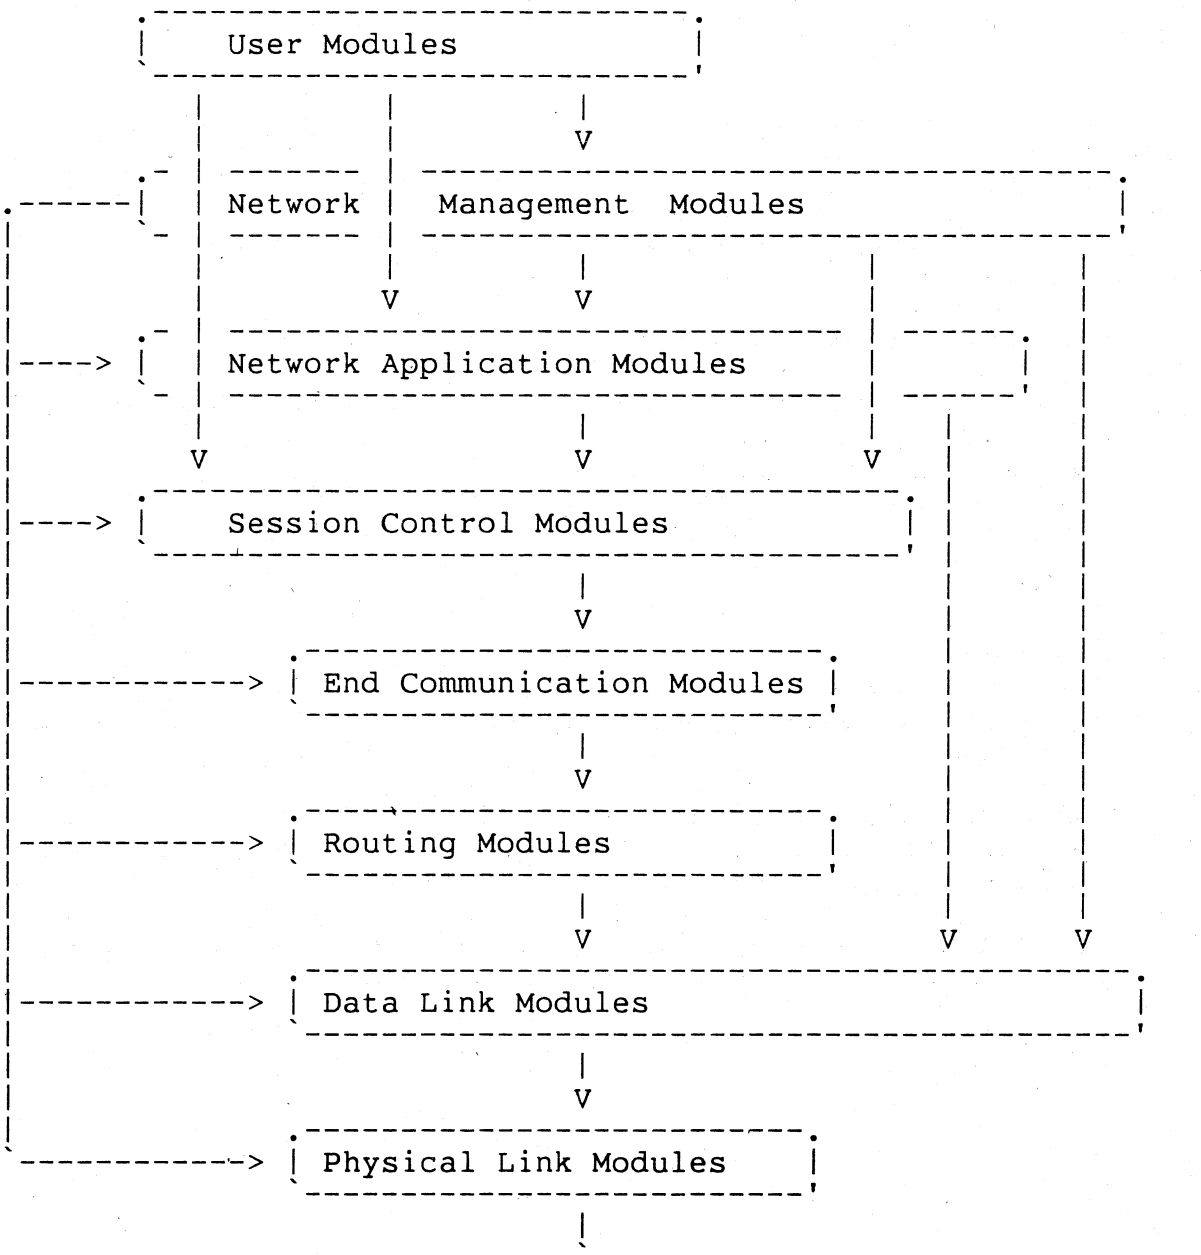 User Modules
Network Management Modules
Network Application Modules
Session Control Modules
End Communication Modules
Routing Modules
Data Link Modules
Physical Link Modules